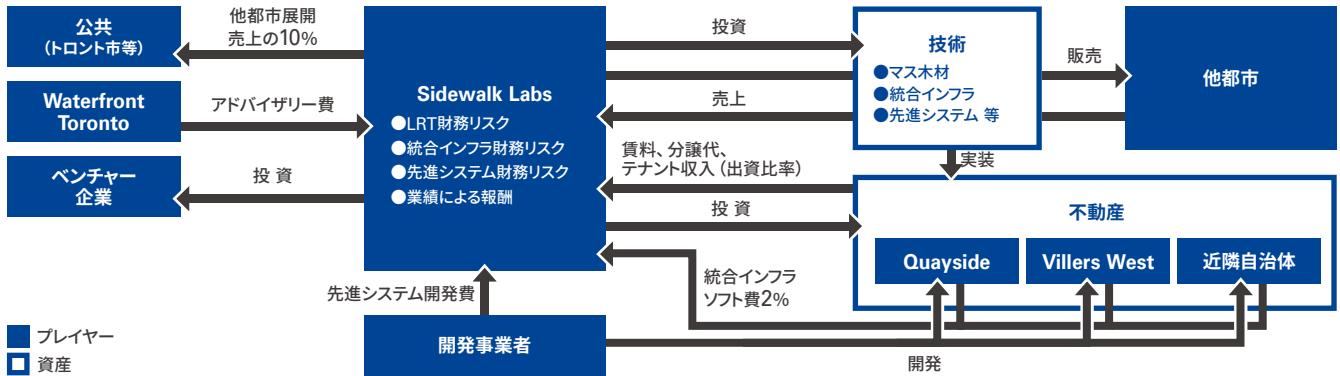 公共
(トロント市等)
他都市展開
売上の10%
Waterfront
Toronto
アドバイザリー費
ベンチャー
企業
投 資
Sidewalk Labs
●LRT財務リスク
●統合インフラ財務リスク
●先進システム財務リスク
●業績による報酬
投資
売上
賃料、分譲代、
テナント収入(出資比率)
投 資
技術
●マス木材
●統合インフラ
●先進システム 等
販売
他都市
実装
不動産
Quayside
Villers West
近隣自治体
統合インフラ
ソフト費2%
先進システム開発費
開発事業者
開発
プレイヤー
資産